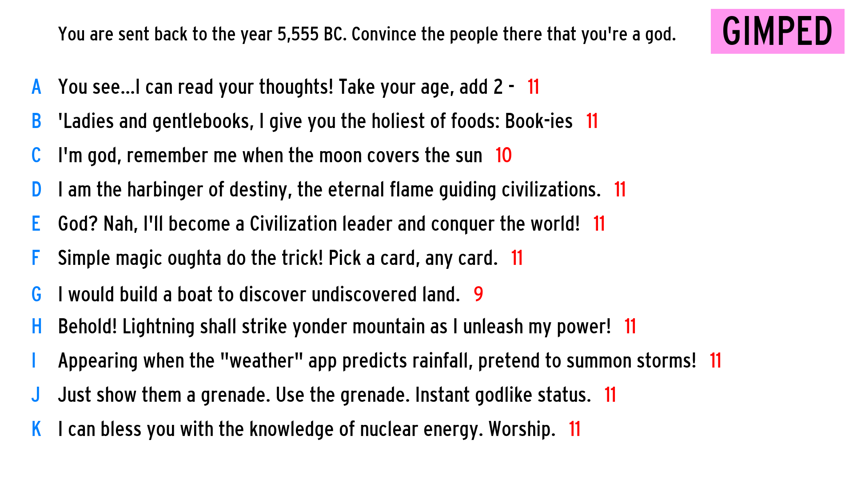 You are sent back to the year 5,555 BC. Convince the people there that you're a god.
GIMPED
A You see...I can read your thoughts! Take your age, add 2 - 11
B 'Ladies and gentlebooks, I give you the holiest of foods: Book-ies 11
C I'm god, remember me when the moon covers the sun 10
D I am the harbinger of destiny, the eternal flame guiding civilizations. 11
E God? Nah, I'll become a Civilization leader and conquer the world! 11
F Simple magic oughta do the trick! Pick a card, any card. 11
G I would build a boat to discover undiscovered land. 9
H Behold! Lightning shall strike yonder mountain as I unleash my power! 11
I Appearing when the "weather" app predicts rainfall, pretend to summon storms! 11
J Just show them a grenade. Use the grenade. Instant godlike status. 11
K I can bless you with the knowledge of nuclear energy. Worship. 11